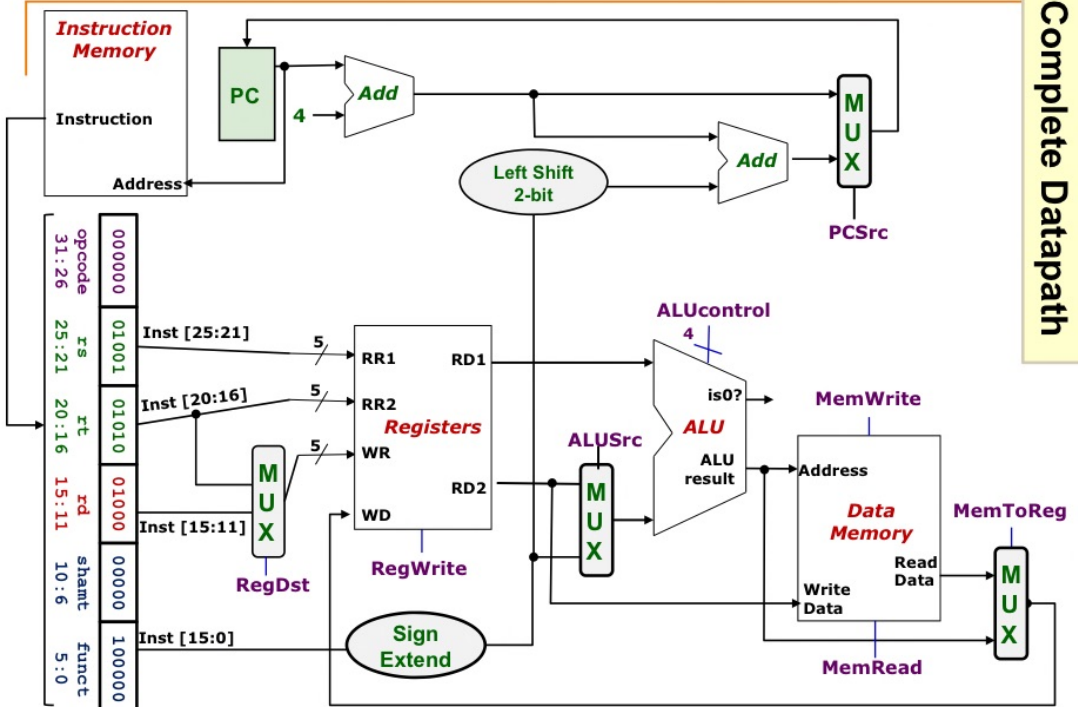 Complete Datapath
Instruction
Memory
Instruction
Address
PC
4
Add
Left Shift
2-bit
Add
MUX
PCSrc
opcode
31:26
000000
rs
25:21
01001
rt
20:16
01010
rd
15:11
01000
shamt
10:6
00000
funct
5:0
100000
Inst [25:21]
5
Inst [20:16]
5
5
MUX
Inst [15:11]
RegDst
Inst [15:0]
RR1
RR2
WR
WD
RD1
RD2
Registers
RegWrite
Sign
Extend
ALUSrc
MUX
ALUcontrol
4
is0?
ALU
ALU
result
MemWrite
Address
Data
Memory
Read
Data
Write
Data
MemRead
MemToReg
MUX